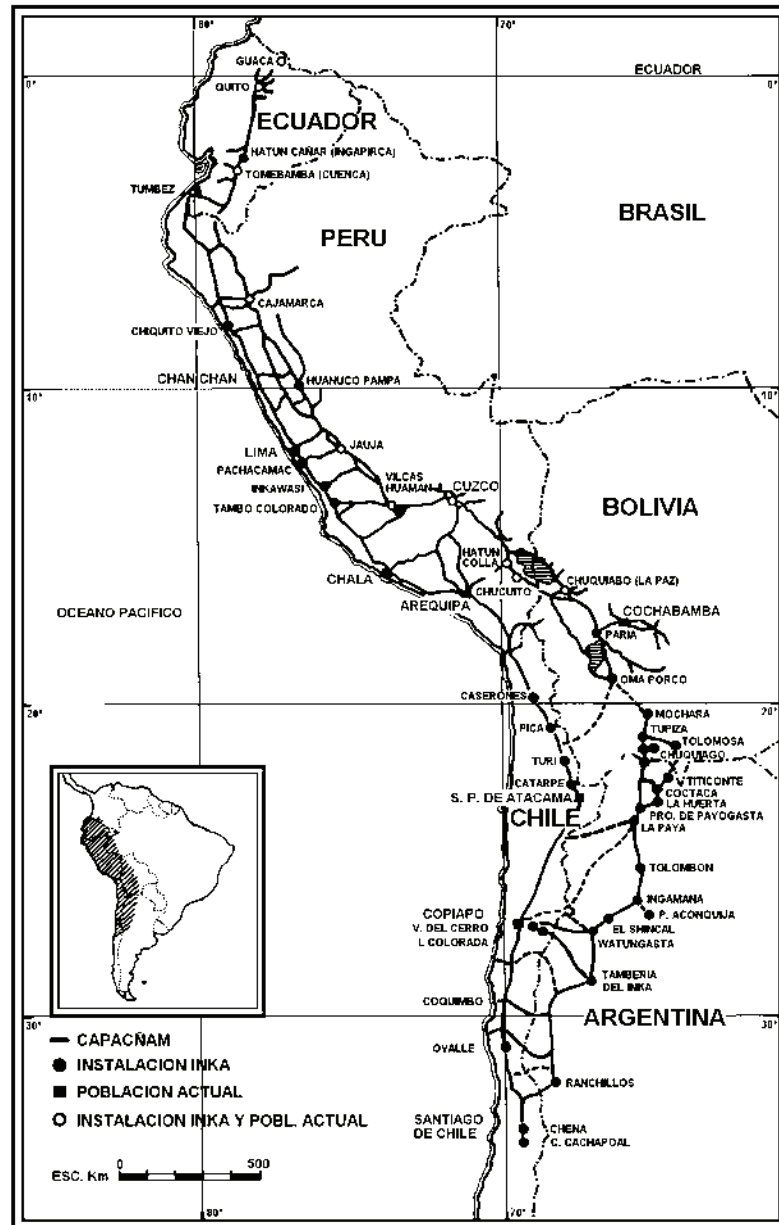 80°
70°
GUACA
ECUADOR
0°
0°
QUITO
ECUADOR
HATUN CAÑAR (INGAPIRCA)
TOMEBAMBA (CUENCA)
TUMBEZ
BRASIL
PERU
CAJAMARCA
CHIQUITO VIEJO
CHAN CHAN
HUANUCO PAMPA
10°
10°
LIMA
JAUJA
PACHACAMAC
VILCAS
HUAMAN
CUZCO
INKAWASI
TAMBO COLORADO
BOLIVIA
HATUN
COLLA
CHALA
CHUQUIABO (LA PAZ)
CHUCUITO
AREQUIPA
OCEANO PACIFICO
COCHABAMBA
PARIA
OMA PORCO
CASERONES
20°
20°
MOCHARA
PICA
TUPIZA
TOLOMOSA
CHUQUIAGO
TURI
CATARPE
TITICONTE
S. P. DE ATACAMA
COCTACA
LA HUERTA
CHILE
PRO. DE PAYOGASTA
LA PAYA
TOLOMBON
INGAMANA
COPIAPO
P. ACONQUIJA
V. DEL CERRO
EL SHINCAL
L COLORADA
WATUNGASTA
TAMBERIA
DEL INKA
COQUIMBO
30°
ARGENTINA
30°
CAPACÑAM
OVALLE
INSTALACION INKA
RANCHILLOS
POBLACION ACTUAL
INSTALACION INKA Y POBL. ACTUAL
SANTIAGO
DE CHILE
CHENA
C. CACHAPOAL
ESC. Km
0
500
80°
70°